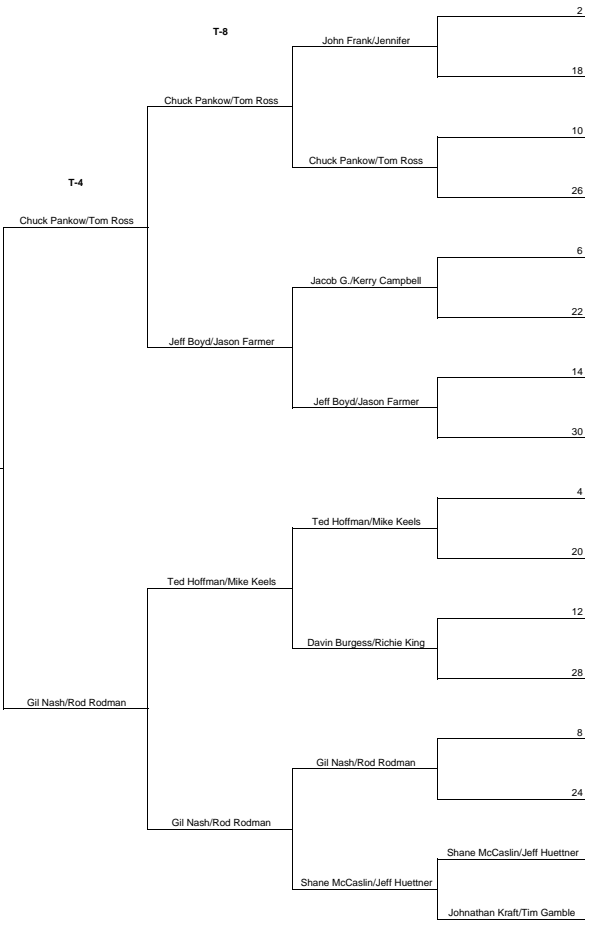 2
T-8
John Frank/Jennifer
18
Chuck Pankow/Tom Ross
10
Chuck Pankow/Tom Ross
T-4
26
Chuck Pankow/Tom Ross
6
Jacob G./Kerry Campbell
22
Jeff Boyd/Jason Farmer
14
Jeff Boyd/Jason Farmer
30
4
Ted Hoffman/Mike Keels
20
Ted Hoffman/Mike Keels
12
Davin Burgess/Richie King
28
Gil Nash/Rod Rodman
8
Gil Nash/Rod Rodman
24
Gil Nash/Rod Rodman
Shane McCaslin/Jeff Huettner
Shane McCaslin/Jeff Huettner
Johnathan Kraft/Tim Gamble